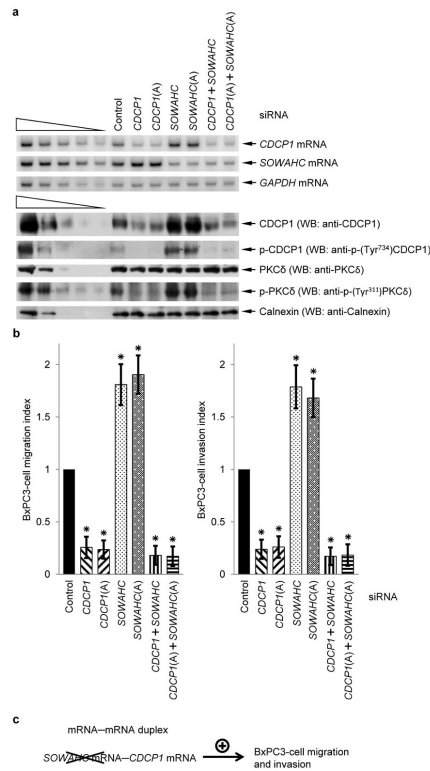 a
Control
CDCP1
CDCP1(A)
SOWAHC
SOWAHC(A)
CDCP1 + SOWAHC
CDCP1(A) + SOWAHC(A)
siRNA
CDCP1 mRNA
SOWAHC mRNA
GAPDH mRNA
CDCP1 (WB: anti-CDCP1)
p-CDCP1 (WB: anti-p-(Tyr734)CDCP1)
PKCδ (WB: anti-PKCδ)
p-PKCδ (WB: anti-p-(Tyr311)PKCδ)
Calnexin (WB: anti-Calnexin)
b
BxPC3-cell migration index
2
1.5
1
0.5
0
* * * * * *
Control
CDCP1
CDCP1(A)
SOWAHC
SOWAHC(A)
CDCP1 + SOWAHC
CDCP1(A) + SOWAHC(A)
BxPC3-cell invasion index
2
1.5
1
0.5
0
* * * * * *
Control
CDCP1
CDCP1(A)
SOWAHC
SOWAHC(A)
CDCP1 + SOWAHC
CDCP1(A) + SOWAHC(A)
siRNA
c
mRNA–mRNA duplex
SOWAHC mRNA–CDCP1 mRNA
+
BxPC3-cell migration
and invasion